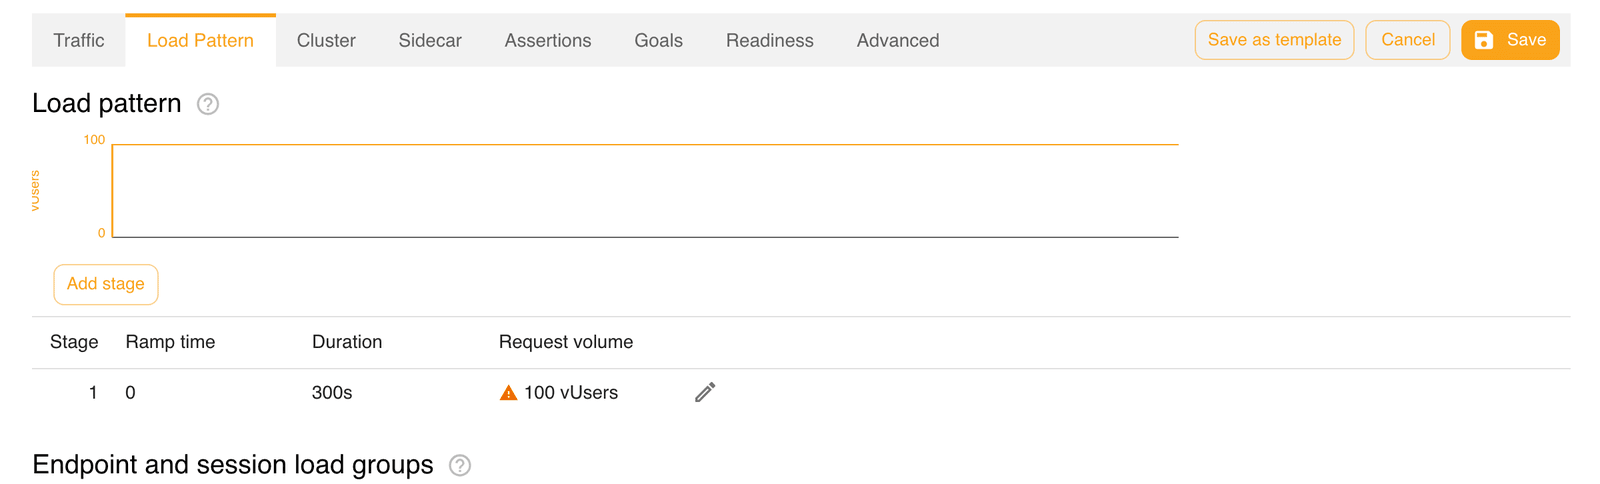 Traffic Load Pattern Cluster Sidecar Assertions Goals Readiness Advanced Save as template Cancel Save
Load pattern ?
100
vUsers
0
Add stage
Stage Ramp time Duration Request volume
1 0 300s 100 vUsers
Endpoint and session load groups ?